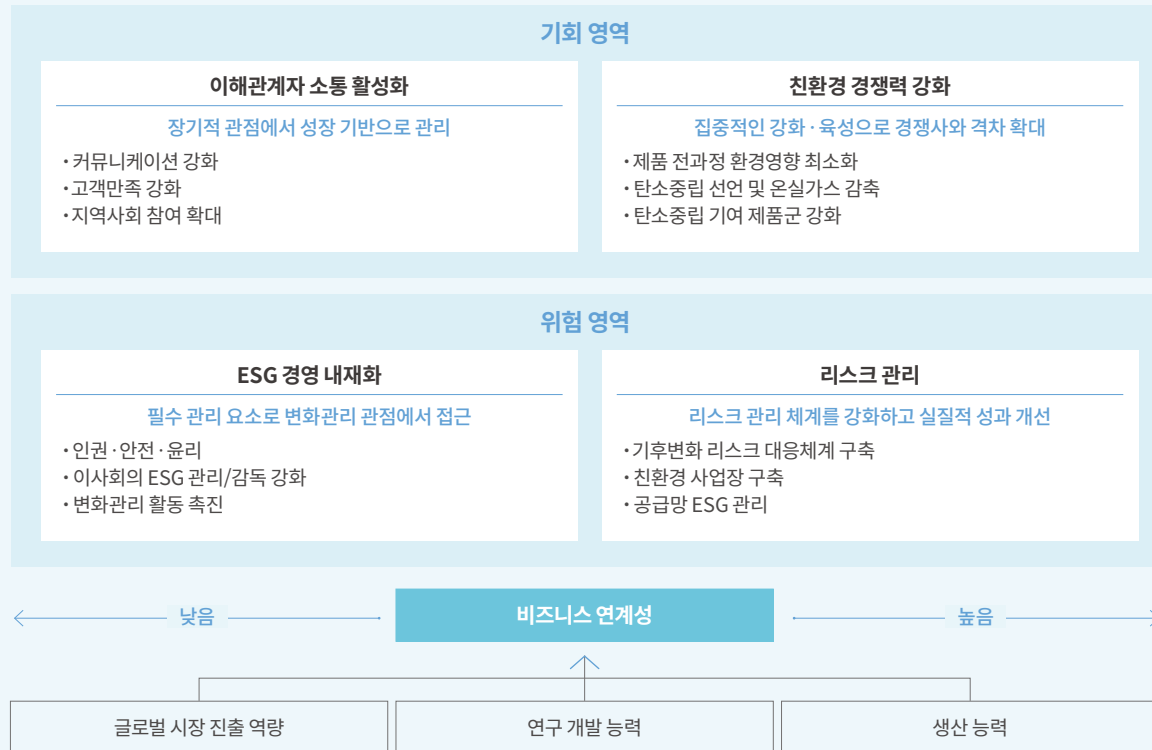 기회 영역
이해관계자 소통 활성화
장기적 관점에서 성장 기반으로 관리
· 커뮤니케이션 강화
· 고객만족 강화
· 지역사회 참여 확대
친환경 경쟁력 강화
집중적인 강화 · 육성으로 경쟁사와 격차 확대
· 제품 전과정 환경영향 최소화
· 탄소중립 선언 및 온실가스 감축
· 탄소중립 기여 제품군 강화
위험 영역
ESG 경영 내재화
필수 관리 요소로 변화관리 관점에서 접근
· 인권 · 안전 · 윤리
· 이사회의 ESG 관리/감독 강화
· 변화관리 활동 촉진
리스크 관리
리스크 관리 체계를 강화하고 실질적 성과 개선
· 기후변화 리스크 대응체계 구축
· 친환경 사업장 구축
· 공급망 ESG 관리
낮음
비즈니스 연계성
높음
글로벌 시장 진출 역량
연구 개발 능력
생산 능력